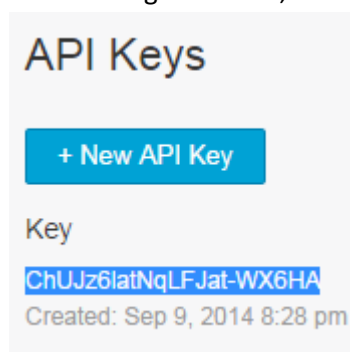 API Keys
+ New API Key
Key
ChUJz6latNqLFJat-WX6HA
Created: Sep 9, 2014 8:28 pm